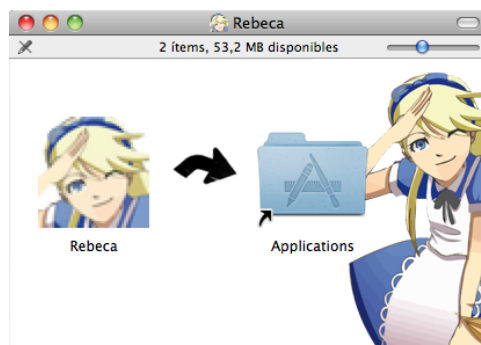 Rebeca
2 ítems, 53,2 MB disponibles
Rebeca
Applications